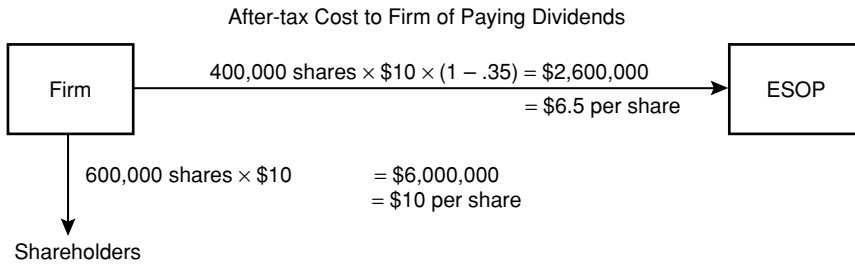 After-tax Cost to Firm of Paying Dividends
Firm
400,000 shares × $10 × (1 – .35) = $2,600,000
= $6.5 per share
ESOP
600,000 shares × $10 = $6,000,000
= $10 per share
Shareholders